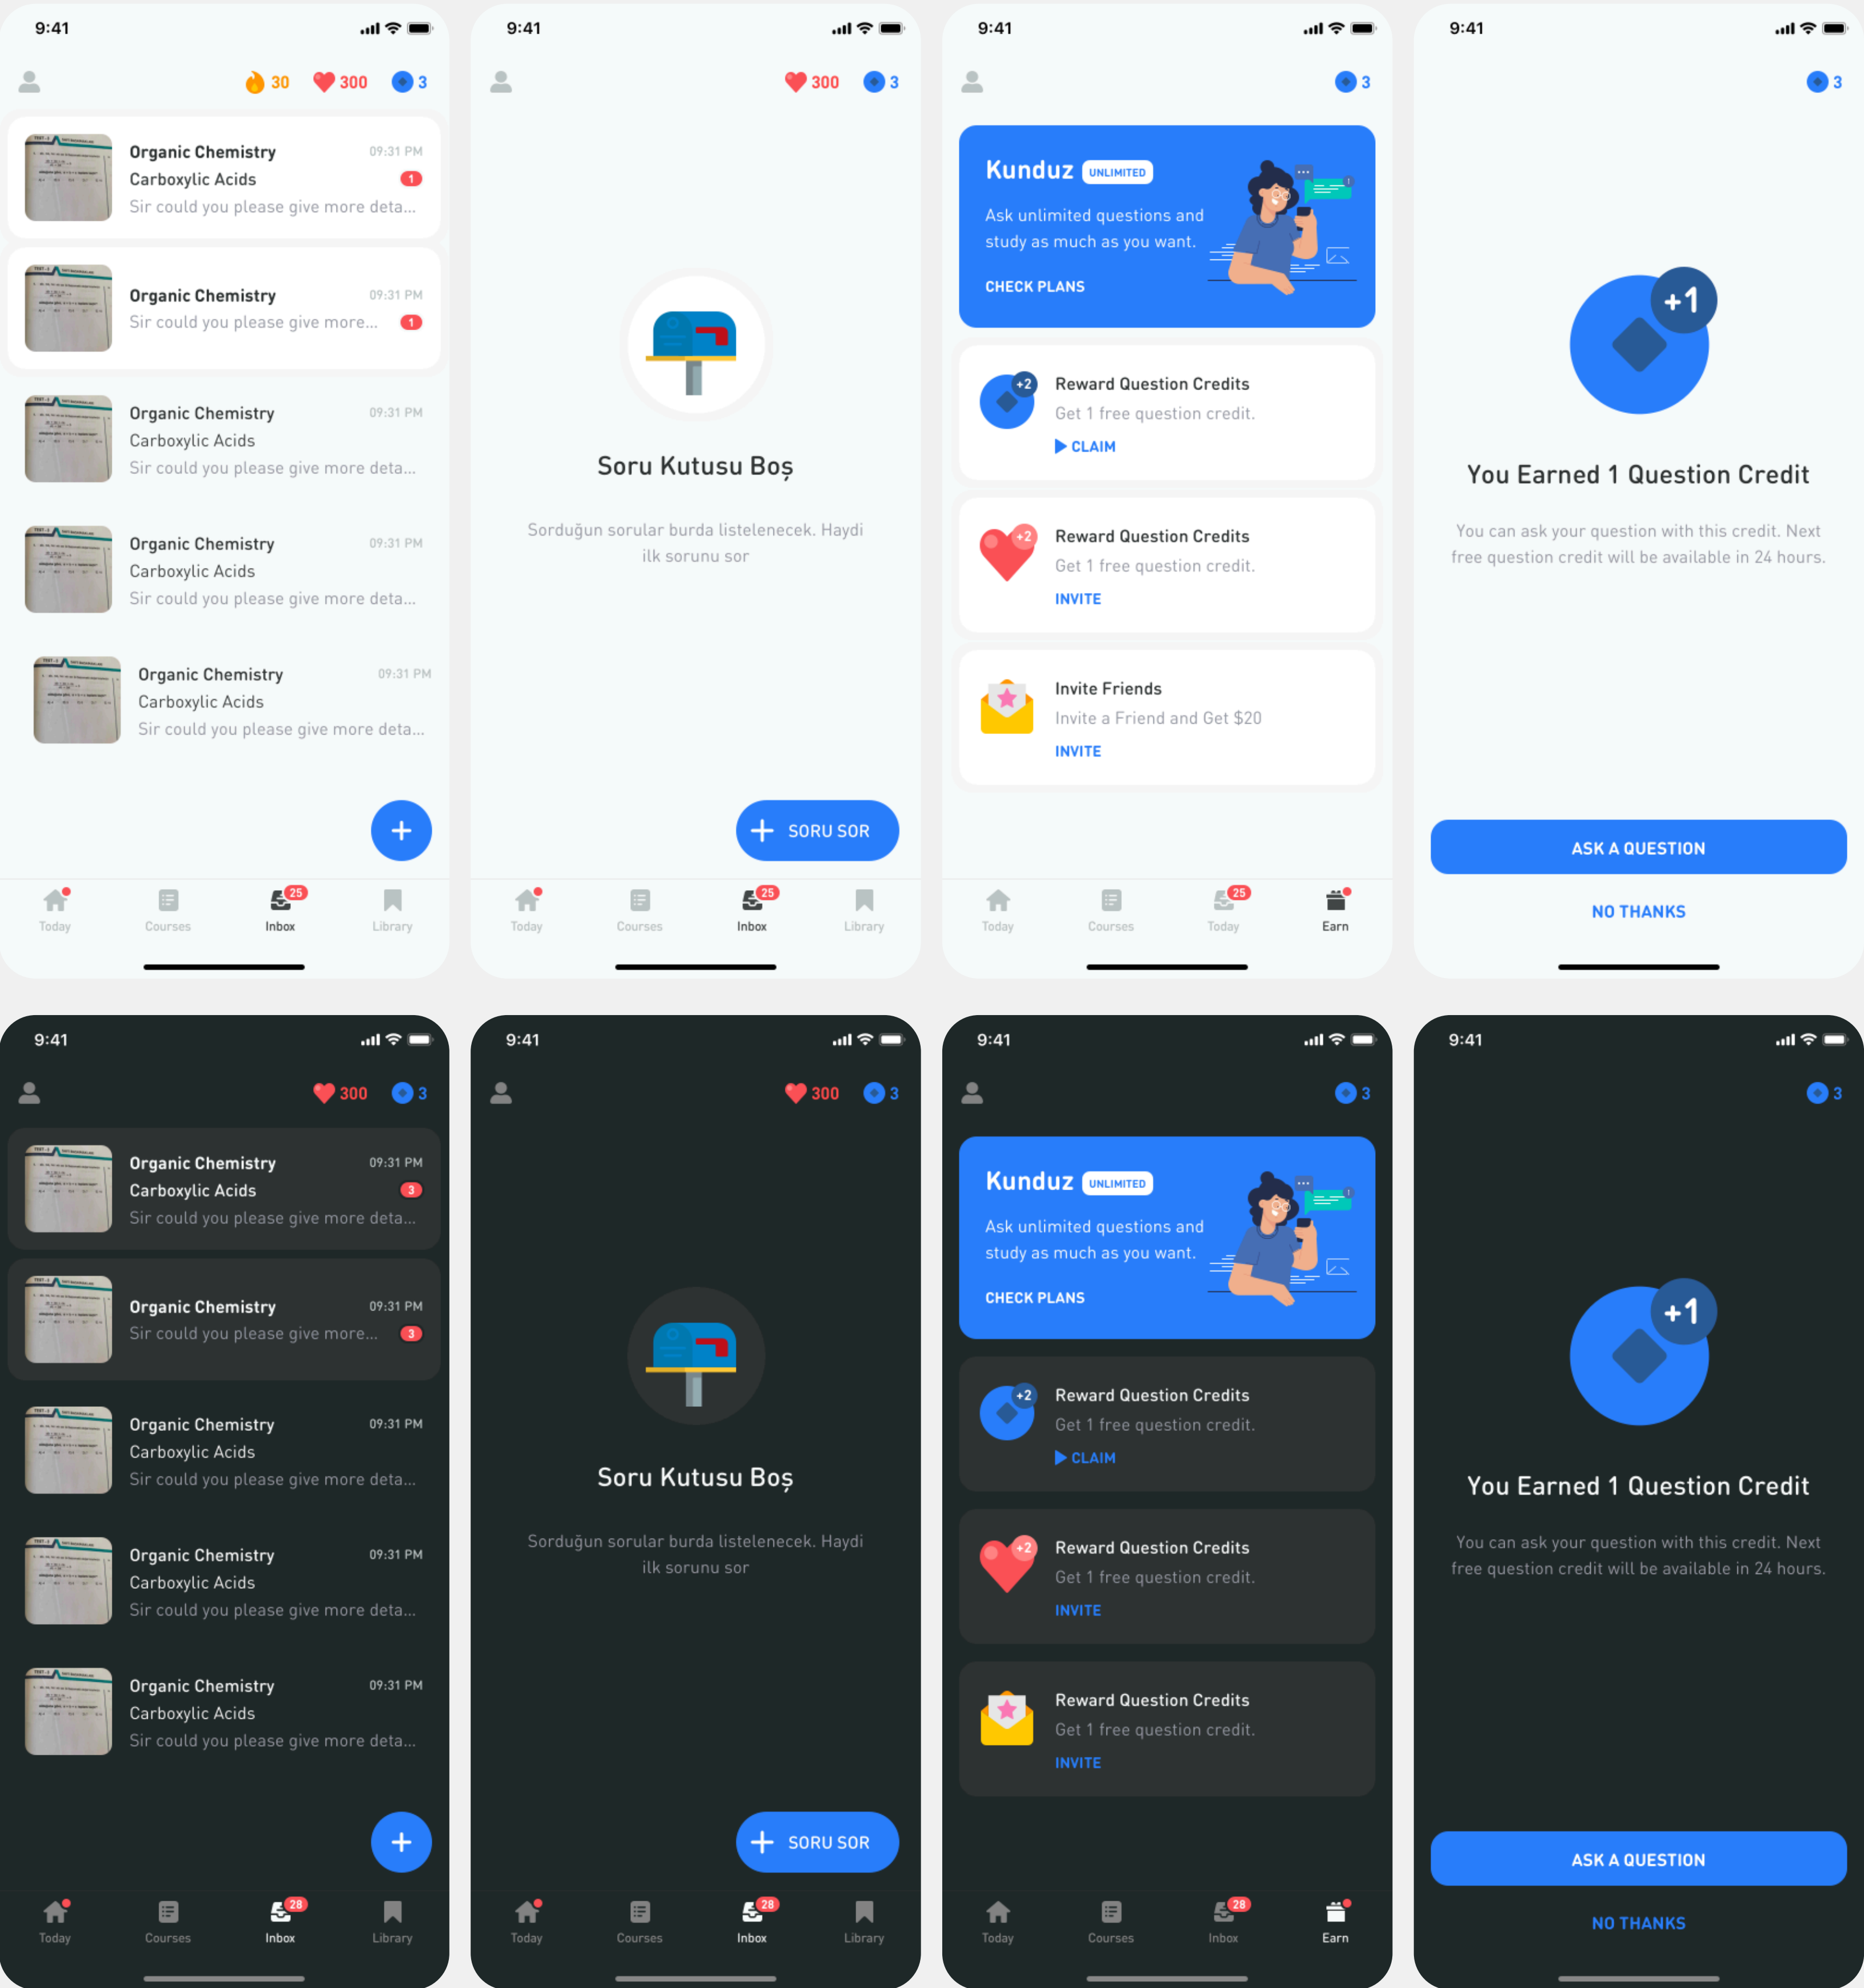 9:41
30
300
3
Organic Chemistry
09:31 PM
Carboxylic Acids
1
Sir could you please give more deta...
Organic Chemistry
09:31 PM
Sir could you please give more...
1
Organic Chemistry
09:31 PM
Carboxylic Acids
Sir could you please give more deta...
Organic Chemistry
09:31 PM
Carboxylic Acids
Sir could you please give more deta...
Organic Chemistry
09:31 PM
Carboxylic Acids
Sir could you please give more deta...
25
Today
Courses
Inbox
Library
9:41
300
3
Soru Kutusu Boş
Sorduğun sorular burda listelenecek. Haydi
ilk sorunu sor
SORU SOR
25
Today
Courses
Inbox
Library
9:41
3
Kunduz UNLIMITED
Ask unlimited questions and
study as much as you want.
CHECK PLANS
+2
Reward Question Credits
Get 1 free question credit.
CLAIM
+2
Reward Question Credits
Get 1 free question credit.
INVITE
Invite Friends
Invite a Friend and Get $20
INVITE
25
Today
Courses
Today
Earn
9:41
3
+1
You Earned 1 Question Credit
You can ask your question with this credit. Next
free question credit will be available in 24 hours.
ASK A QUESTION
NO THANKS
9:41
300
3
Organic Chemistry
09:31 PM
Carboxylic Acids
3
Sir could you please give more deta...
Organic Chemistry
09:31 PM
Sir could you please give more...
3
Organic Chemistry
09:31 PM
Carboxylic Acids
Sir could you please give more deta...
Organic Chemistry
09:31 PM
Carboxylic Acids
Sir could you please give more deta...
Organic Chemistry
09:31 PM
Carboxylic Acids
Sir could you please give more deta...
28
Today
Courses
Inbox
Library
9:41
300
3
Soru Kutusu Boş
Sorduğun sorular burda listelenecek. Haydi
ilk sorunu sor
SORU SOR
28
Today
Courses
Inbox
Library
9:41
3
Kunduz UNLIMITED
Ask unlimited questions and
study as much as you want.
CHECK PLANS
+2
Reward Question Credits
Get 1 free question credit.
CLAIM
+2
Reward Question Credits
Get 1 free question credit.
INVITE
Reward Question Credits
Get 1 free question credit.
INVITE
28
Today
Courses
Inbox
Earn
9:41
3
+1
You Earned 1 Question Credit
You can ask your question with this credit. Next
free question credit will be available in 24 hours.
ASK A QUESTION
NO THANKS